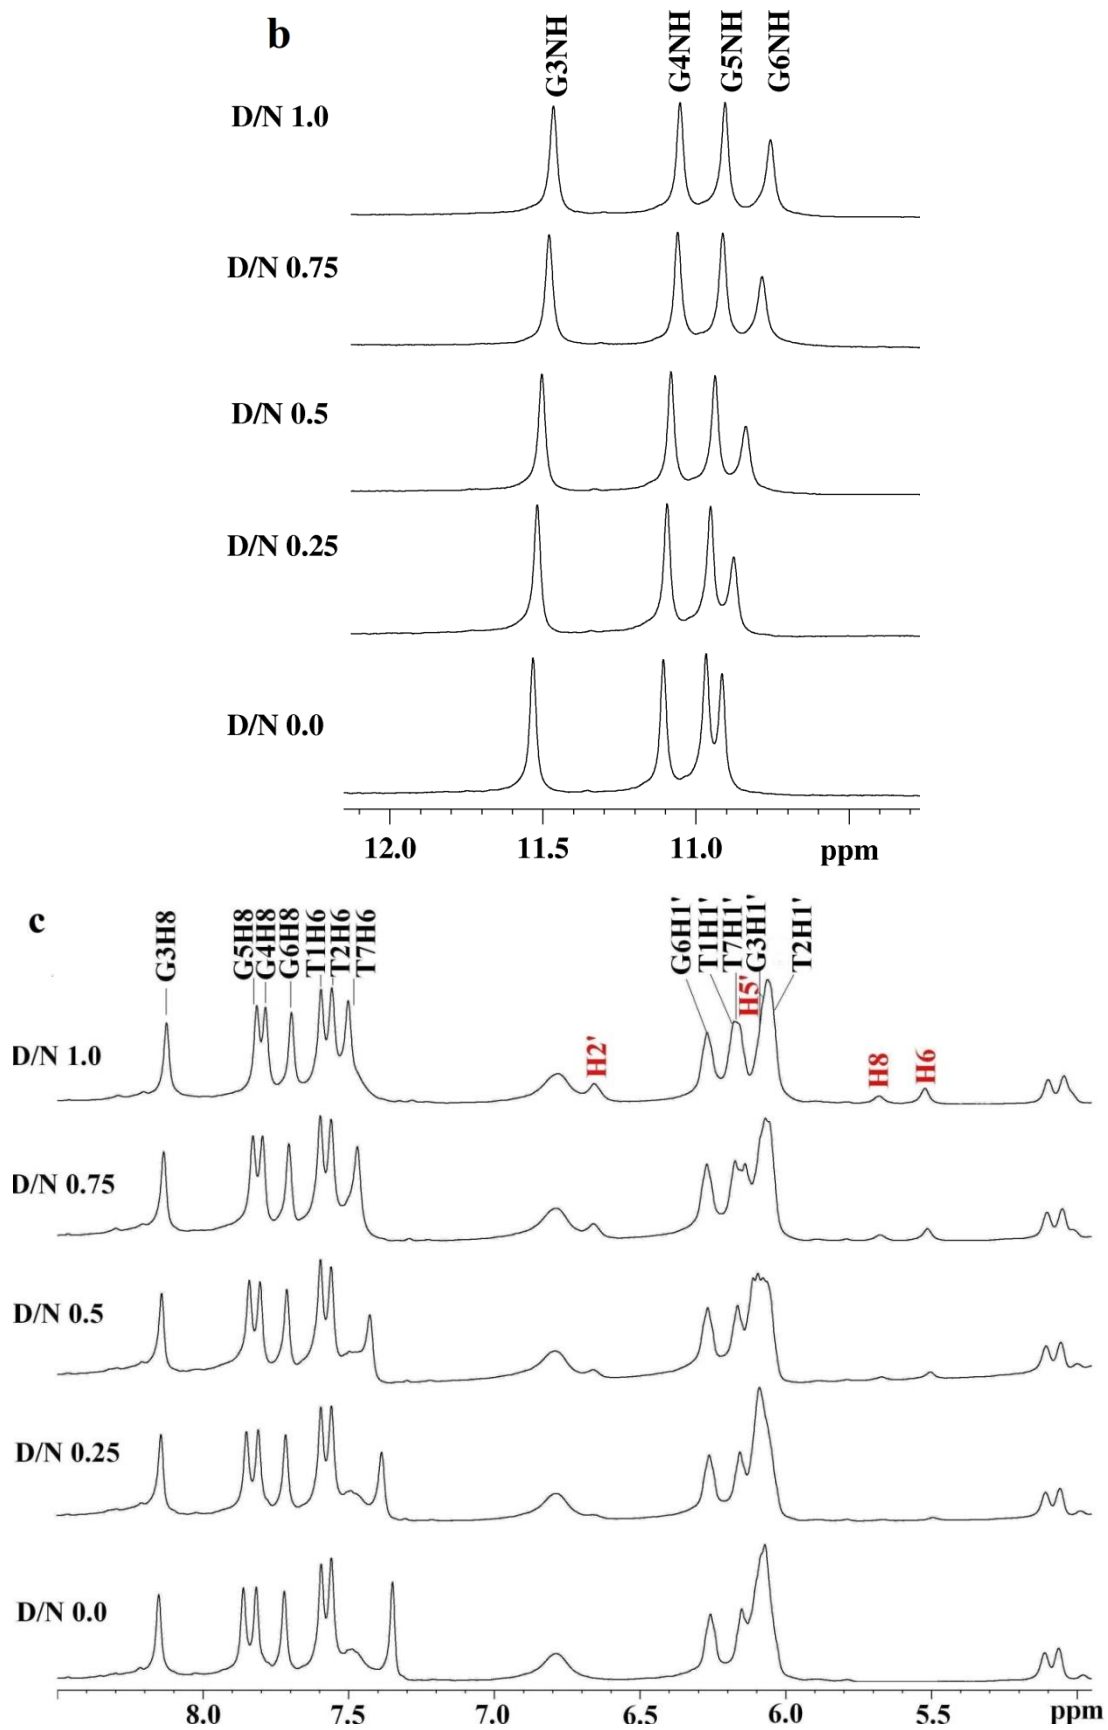 b
G3NH
G4NH
G5NH
G6NH
D/N 1.0
D/N 0.75
D/N 0.5
D/N 0.25
D/N 0.0
12.0
11.5
11.0
ppm
c
G3H8
G5H8
G4H8
G6H8
T1H6
T2H6
T7H6
G6H1'
T1H1'
T7H1'
H5'
G3H1'
T2H1'
D/N 1.0
H2'
H8
H6
D/N 0.75
D/N 0.5
D/N 0.25
D/N 0.0
8.0
7.5
7.0
6.5
6.0
5.5
ppm